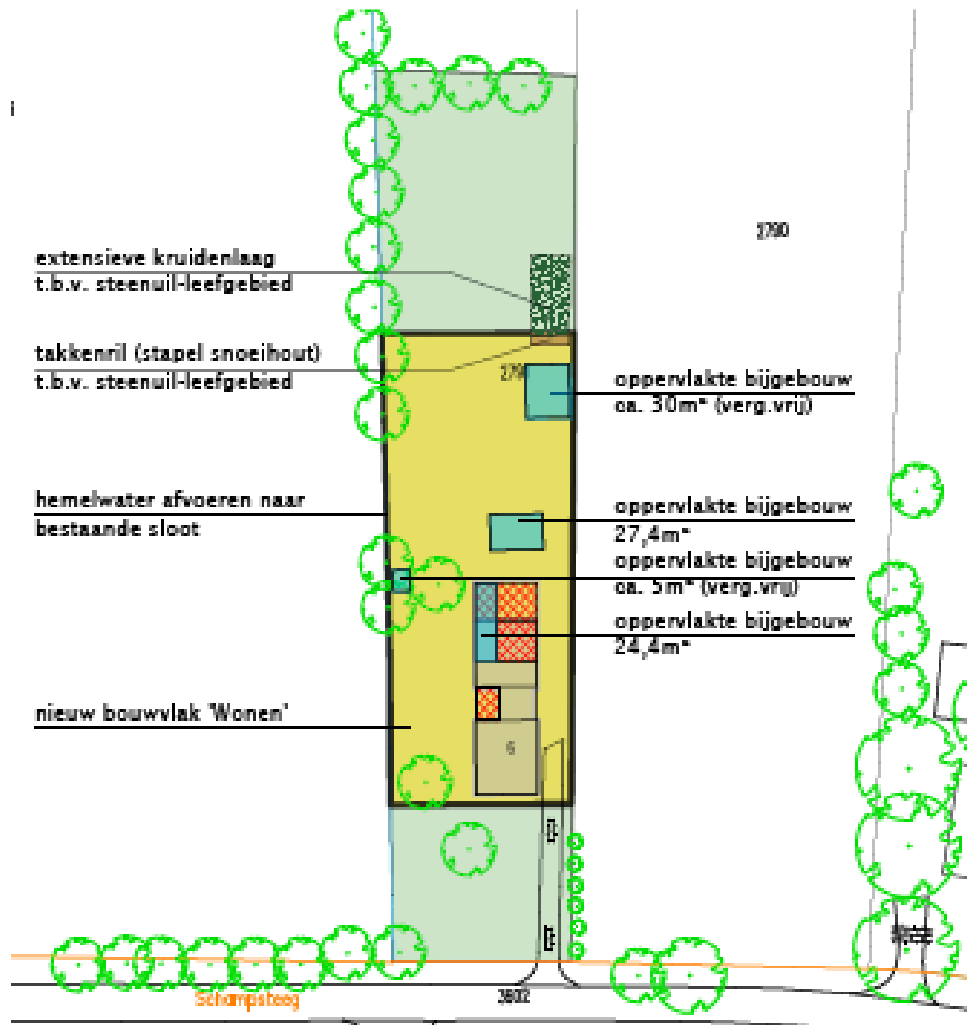 extensieve kruidenlaag
t.b.v. steenuil-leefgebied
takkenril (stapel snoeihout)
t.b.v. steenuil-leefgebied
hemelwater afvoeren naar
bestaande sloot
nieuw bouwvlak 'Wonen'
2790
279
oppervlakte bijgebouw
ca. 30m² (verg.vrij)
oppervlakte bijgebouw
27,4m²
oppervlakte bijgebouw
ca. 5m² (verg.vrij)
oppervlakte bijgebouw
24,4m²
6
Schampsteeg
3802